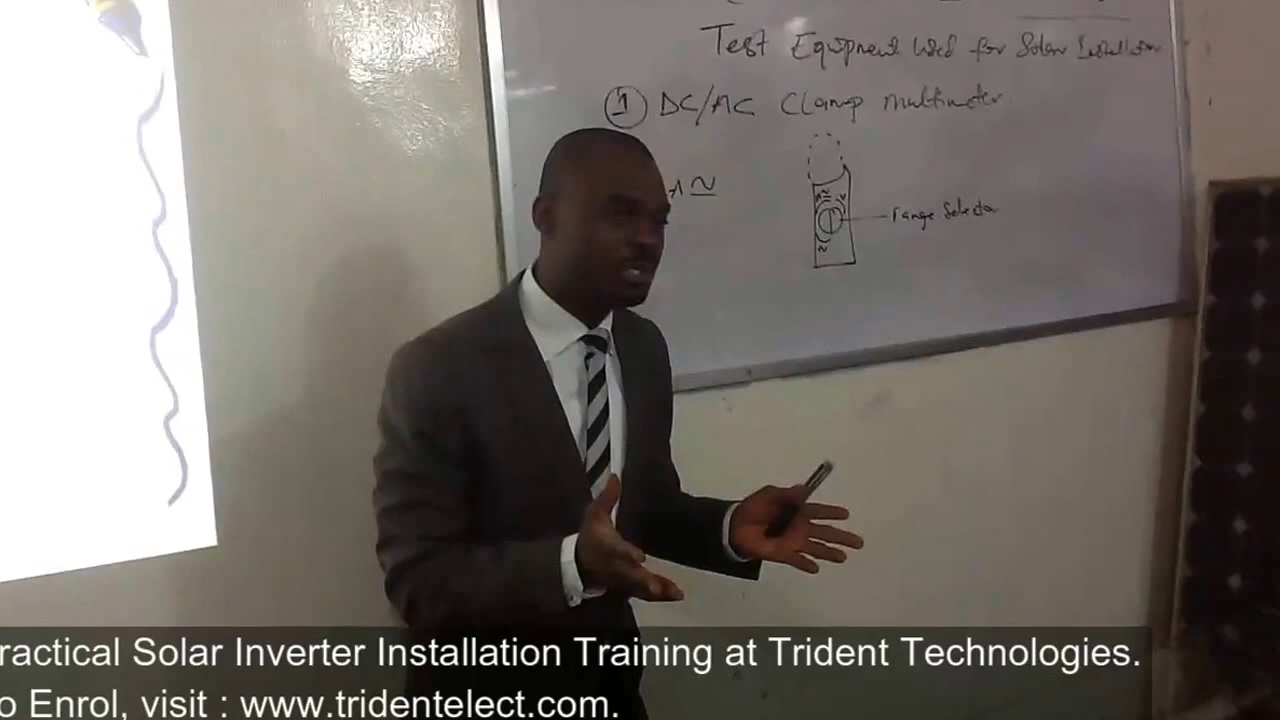 Test Equipment Used for Solar Installation
① DC/AC Clamp Multimeter.
A ~
range Selector
ractical Solar Inverter Installation Training at Trident Technologies.
o Enrol, visit : www.tridentelect.com.